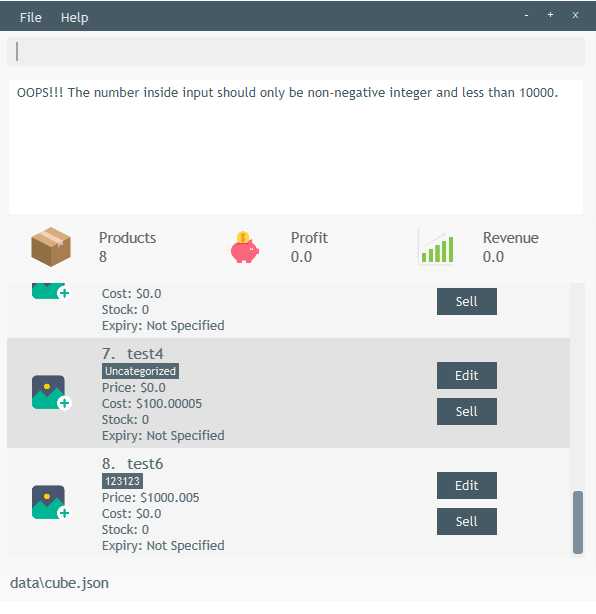 File Help - + x
OOPS!!! The number inside input should only be non-negative integer and less than 10000.
Products
8
Profit
0.0
Revenue
0.0
Cost: $0.0
Stock: 0
Expiry: Not Specified
Sell
7. test4
Uncategorized
Price: $0.0
Cost: $100.00005
Stock: 0
Expiry: Not Specified
Edit
Sell
8. test6
123123
Price: $1000.005
Cost: $0.0
Stock: 0
Expiry: Not Specified
Edit
Sell
data\cube.json